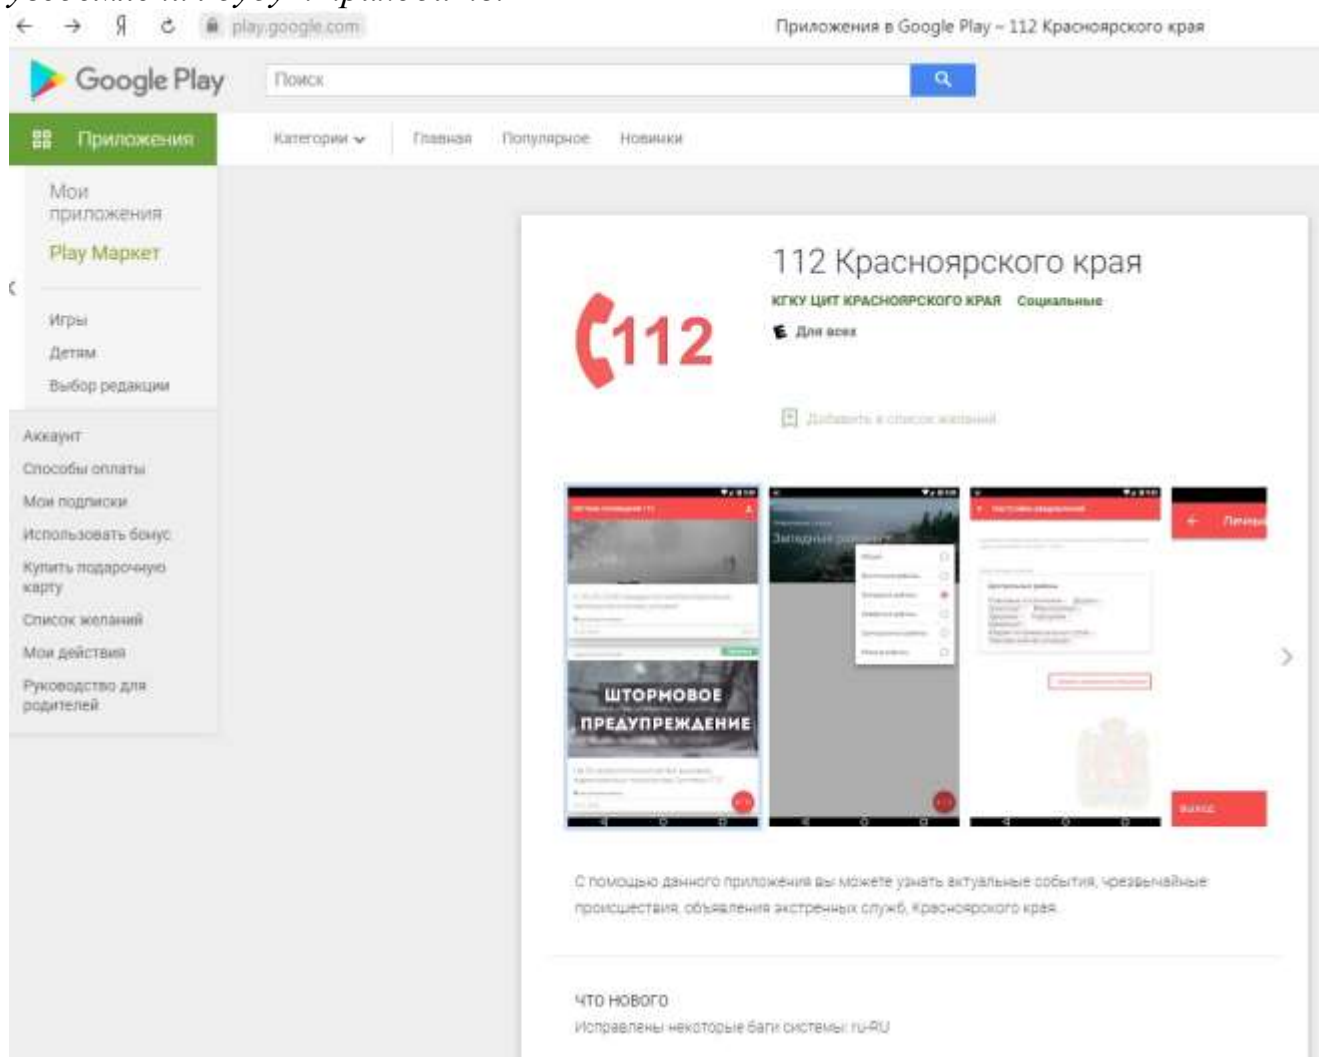 play.google.com
Приложения в Google Play – 112 Красноярского края
Google Play
Поиск
Приложения
Категории
Главная
Популярное
Новинки
Мои
приложения
Play Маркет
Игры
Детям
Выбор редакции
Аккаунт
Способы оплаты
Мои подписки
Использовать бонус
Купить подарочную
карту
Список желаний
Мои действия
Руководство для
родителей
112 Красноярского края
КГКУ ЦИТ КРАСНОЯРСКОГО КРАЯ Социальные
Для всех
Добавить в список желаний
112
ШТОРМОВОЕ
ПРЕДУПРЕЖДЕНИЕ
Западные
Личны
ВЫХОД
С помощью данного приложения вы можете узнать актуальные события, чрезвычайные
происшествия, объявления экстренных служб, Красноярского края.
ЧТО НОВОГО
Исправлены некоторые баги системы: ru-RU